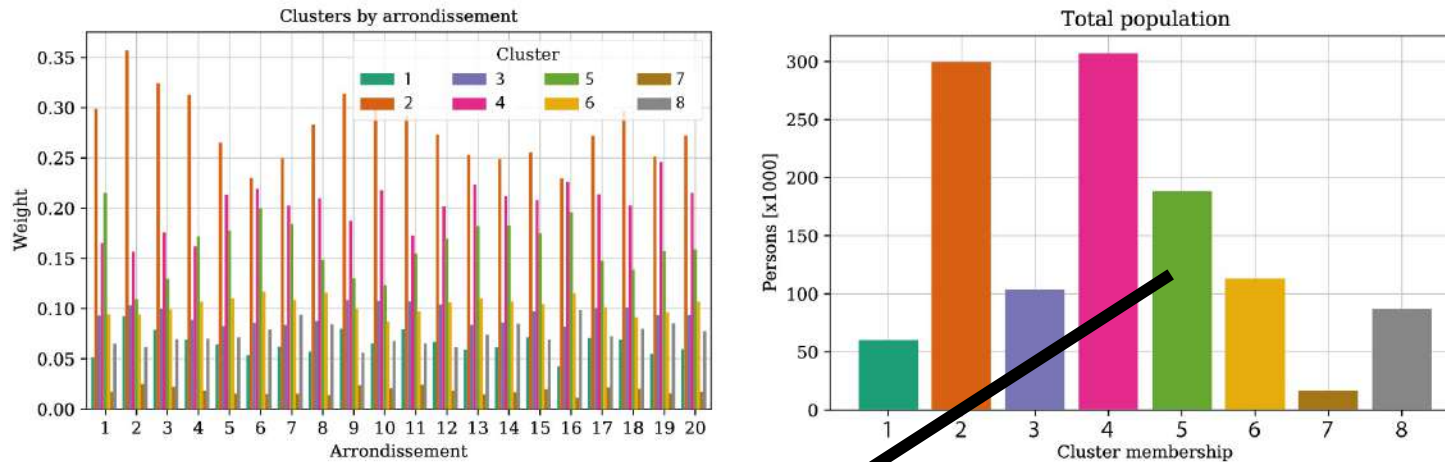 Clusters by arrondissement
Weight
0.35
0.30
0.25
0.20
0.15
0.10
0.05
0.00
Cluster
1 3 5 7
2 4 6 8
1 2 3 4 5 6 7 8 9 10 11 12 13 14 15 16 17 18 19 20
Arrondissement
Total population
Persons [x1000]
300
250
200
150
100
50
0
1 2 3 4 5 6 7 8
Cluster membership